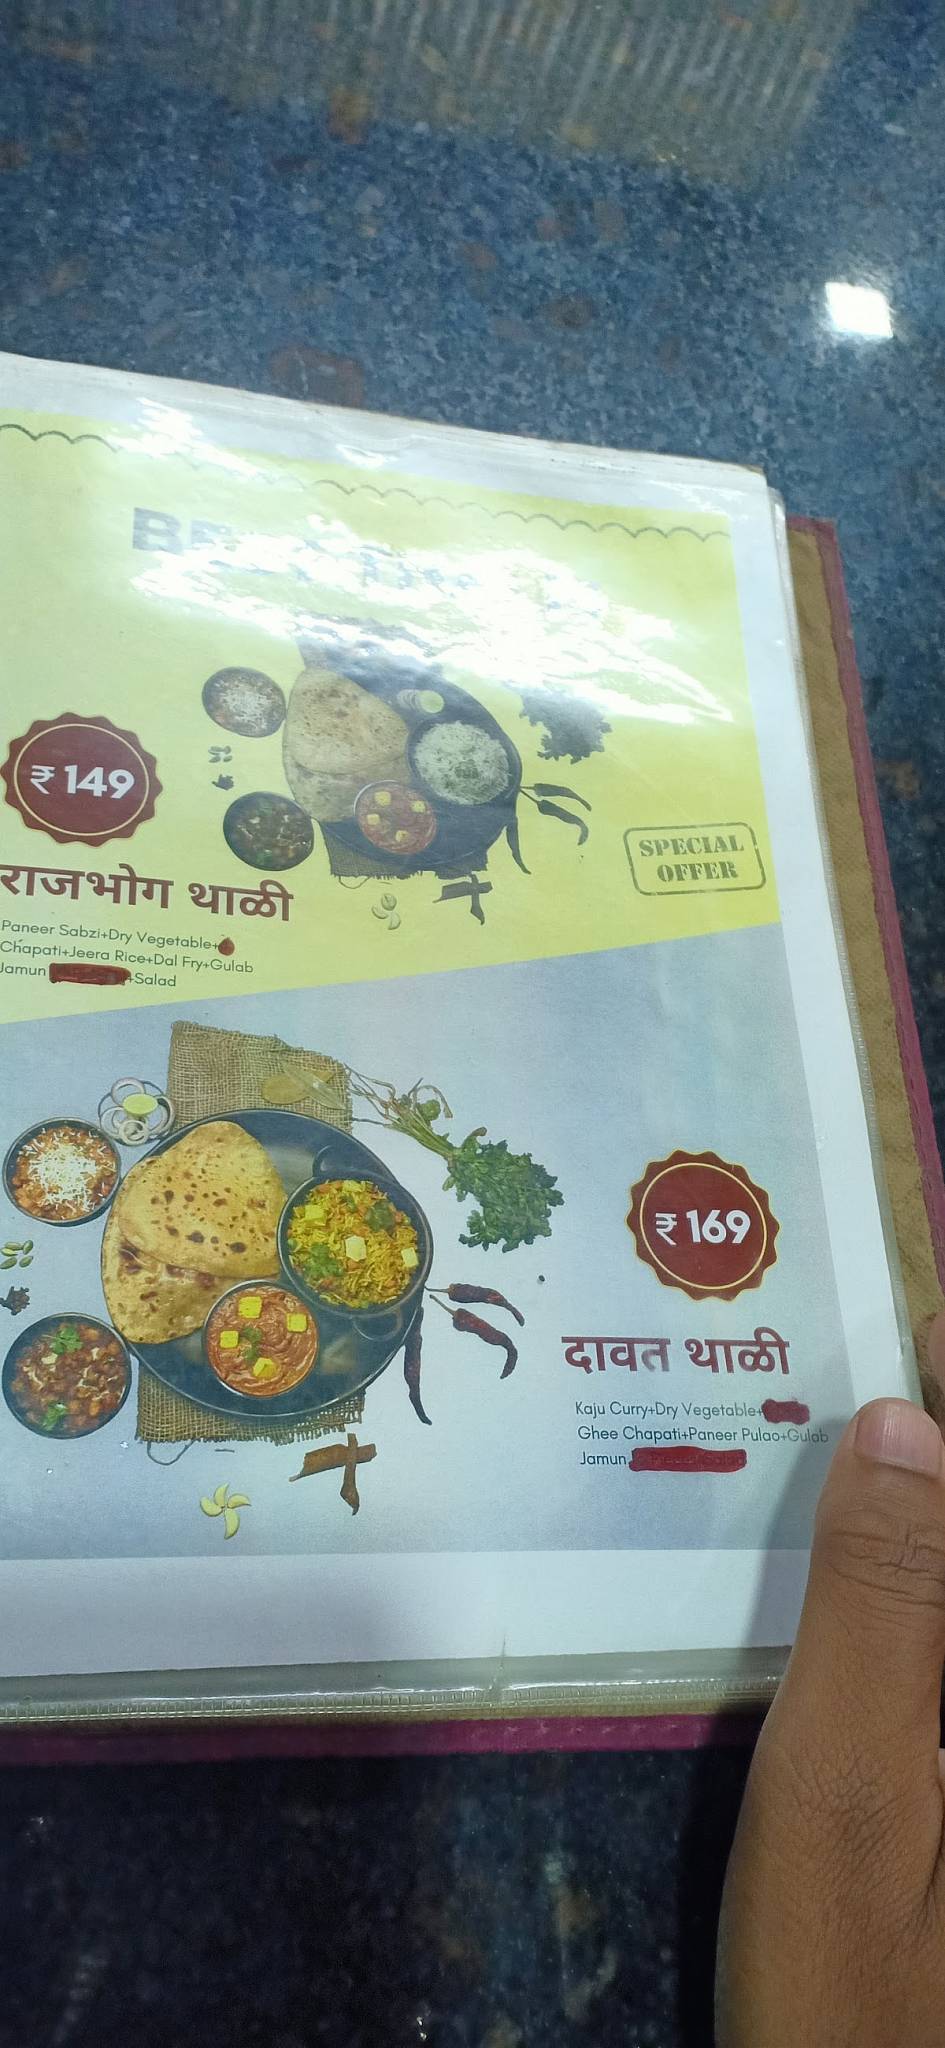 ₹ 149
राजभोग थाळी
Paneer Sabzi+Dry Vegetable+
Chapati+Jeera Rice+Dal Fry+Gulab
Jamun +Salad
SPECIAL
OFFER
₹ 169
दावत थाळी
Kaju Curry+Dry Vegetable+
Ghee Chapati+Paneer Pulao+Gulab
Jamun